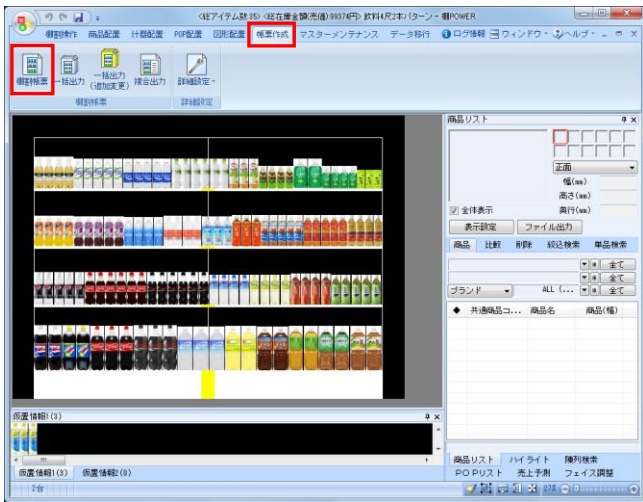 <総アイテム数:35> <総在庫金額(売価):99374円> 飲料4尺2本パターン - 棚POWER
棚割操作 商品配置 什器配置 POP配置 図形配置 帳票作成 マスターメンテナンス データ移行 ログ情報 ウィンドウ ヘルプ
棚割帳票 一括出力 一括出力(追加変更) 複合出力 詳細設定
棚割帳票 詳細設定
商品リスト
正面
幅(mm)
高さ(mm)
全体表示 奥行(mm)
表示設定 ファイル出力
商品 比較 削除 絞込検索 単品検索
全て
全て
ブランド ALL (... 全て
◆ 共通商品コ... 商品名 商品(幅)
仮置情報1(3)
仮置情報1(3) 仮置情報2(0)
商品リスト ハイライト 陳列検索
POPリスト 売上予測 フェイス調整
2台 27%